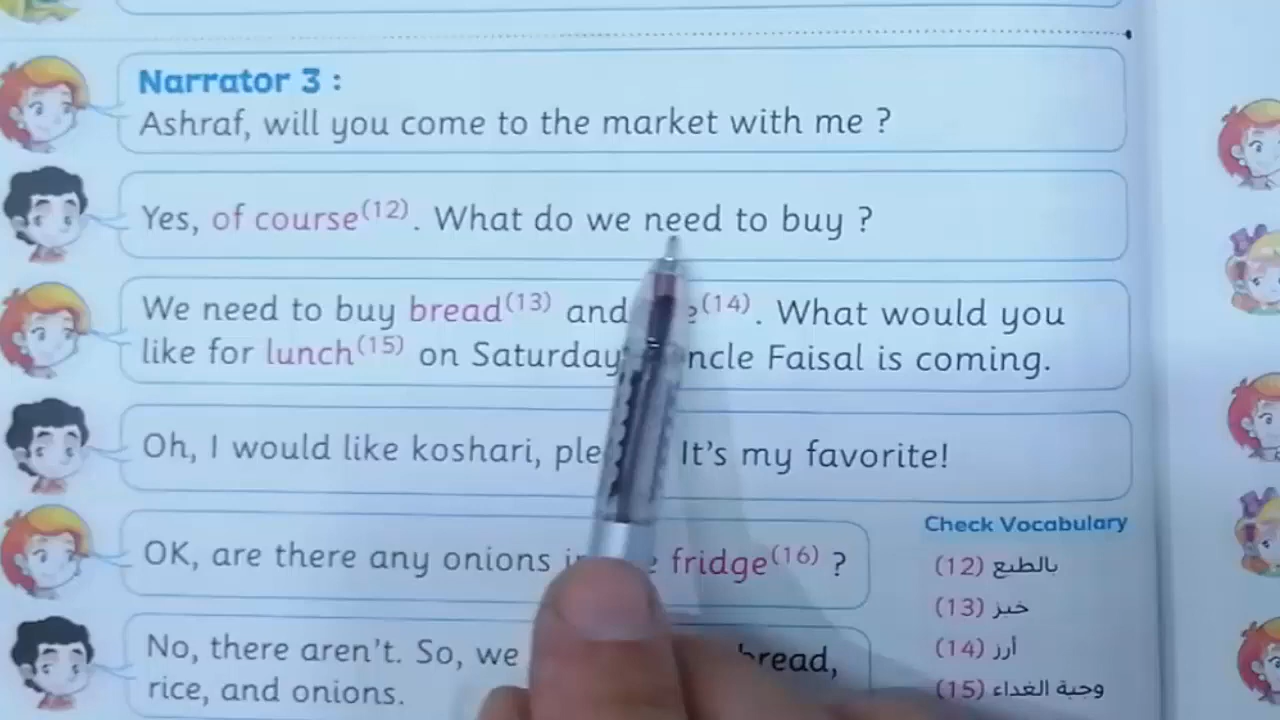 Narrator 3 :
Ashraf, will you come to the market with me ?
Yes, of course(12). What do we need to buy ?
We need to buy bread(13) and (14). What would you
like for lunch(15) on Saturday Faisal is coming.
Oh, I would like koshari, It's my favorite!
OK, are there any onions fridge(16) ?
No, there aren't. So, we bread,
rice, and onions.
Check Vocabulary
(12) بالطبع
(13) خبز
(14) أرز
(15) وجبة الغداء